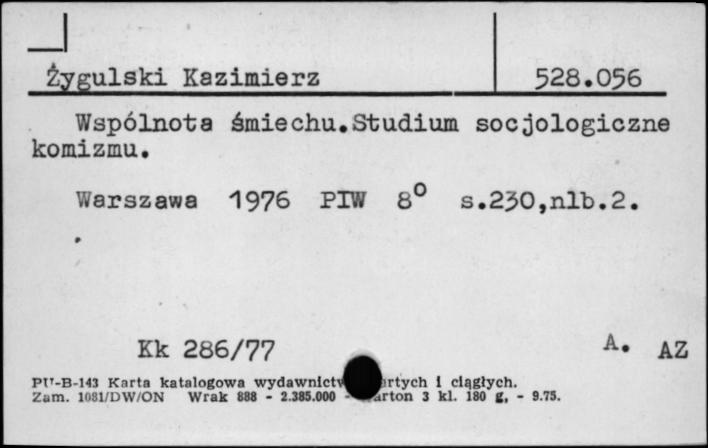 Żygulski Kazimierz 528.056
Wspólnota śmiechu.Studium socjologiczne
komizmu.
Warszawa 1976 PIW 8° s.230,nlb.2.
Kk 286/77 A. AZ
PU-B-143 Karta katalogowa wydawnictw i ciągłych.
Zam. 1081/DW/ON Wrak 888 - 2.385.000 - 3 kl. 180 g, - 9.75.